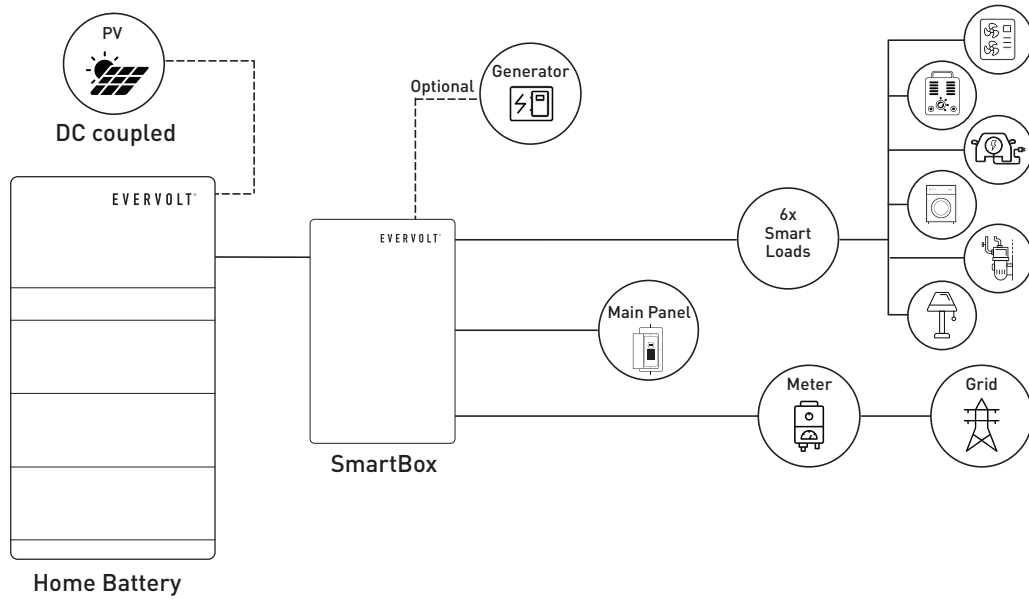 PV
DC coupled
EVERVOLT®
Home Battery
Optional
Generator
EVERVOLT®
SmartBox
6x
Smart
Loads
Main Panel
Meter
Grid